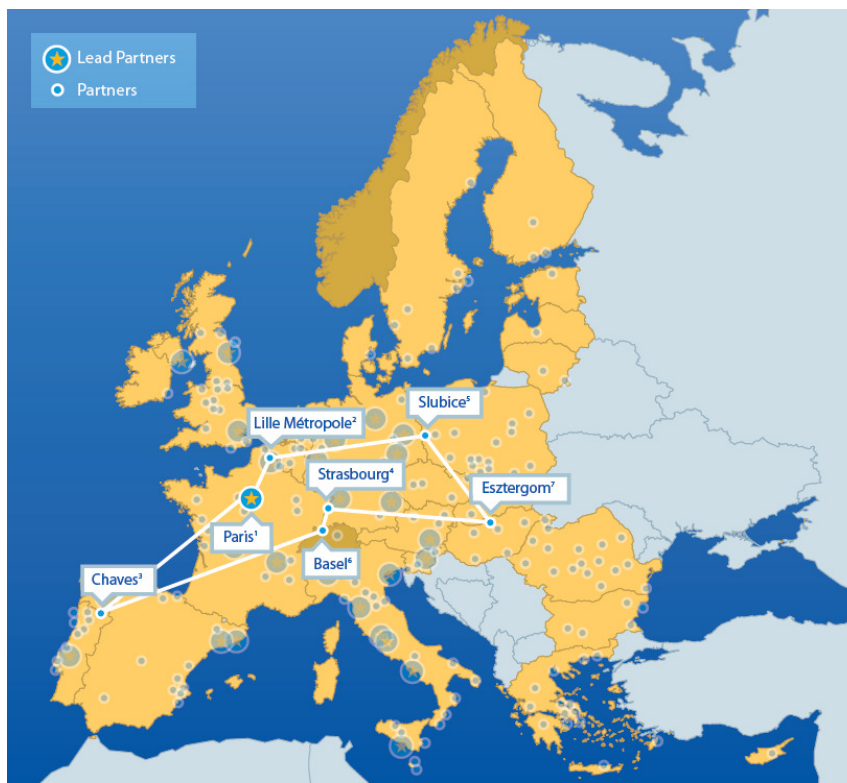 Lead Partners
Partners
Slubice⁵
Lille Métropole²
Strasbourg⁴
Esztergom⁷
Paris¹
Basel⁶
Chaves³